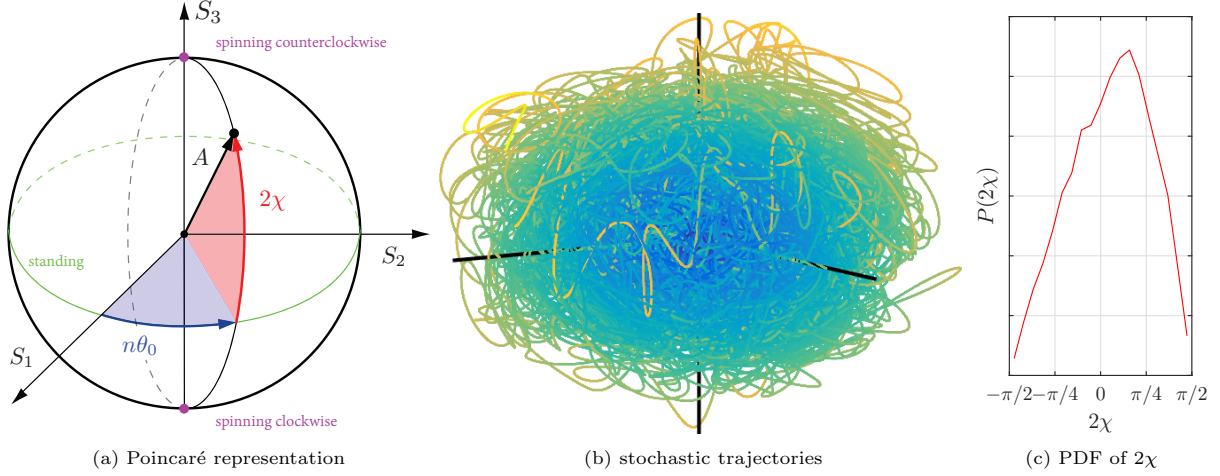 S₃
spinning counterclockwise
A
2χ
S₂
standing
nθ₀
S₁
spinning clockwise
(a) Poincaré representation
(b) stochastic trajectories
P(2χ)
−π/2 −π/4 0 π/4 π/2
2χ
(c) PDF of 2χ